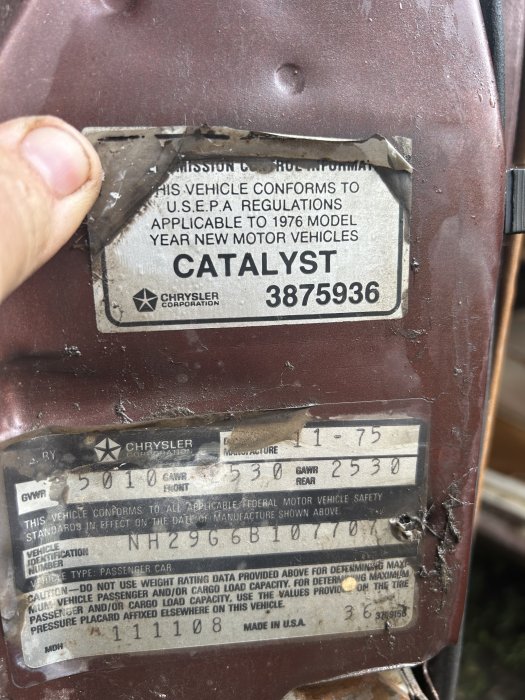 MISSION CONTROL INFORMAT
THIS VEHICLE CONFORMS TO
U.S.E.P.A REGULATIONS
APPLICABLE TO 1976 MODEL
YEAR NEW MOTOR VEHICLES
CATALYST
CHRYSLER
CORPORATION
3875936
BY
CHRYSLER
CORPORATION
MANUFACTURE
11-75
GVWR 5010 GAWR
FRONT 530 GAWR
REAR 2530
THIS VEHICLE CONFORMS TO ALL APPLICABLE FEDERAL MOTOR VEHICLE SAFETY
STANDARDS IN EFFECT ON THE DATE OF MANUFACTURE SHOWN ABOVE.
VEHICLE
IDENTIFICATION
NUMBER
NH29G6B107707
VEHICLE TYPE: PASSENGER CAR
CAUTION—DO NOT USE WEIGHT RATING DATA PROVIDED ABOVE FOR DETERMINING MAXI-
MUM VEHICLE PASSENGER AND/OR CARGO LOAD CAPACITY. FOR DETERMINING MAXIMUM
PASSENGER AND/OR CARGO LOAD CAPACITY, USE THE VALUES PROVIDED ON THE TIRE
PRESSURE PLACARD AFFIXED ELSEWHERE ON THIS VEHICLE.
MDH 111108 MADE IN U.S.A.